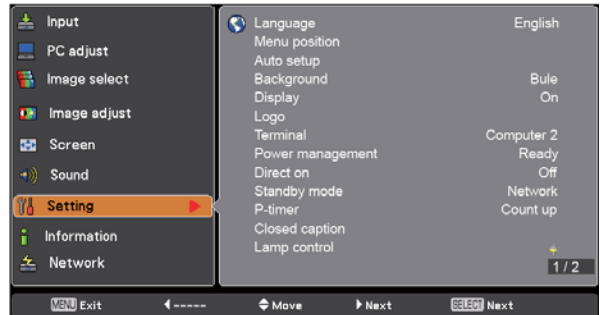 Input
PC adjust
Image select
Image adjust
Screen
Sound
Setting
Information
Network
Language English
Menu position
Auto setup
Background Bule
Display On
Logo
Terminal Computer 2
Power management Ready
Direct on Off
Standby mode Network
P-timer Count up
Closed caption
Lamp control
1 / 2
MENU Exit ----- Move Next SELECT Next